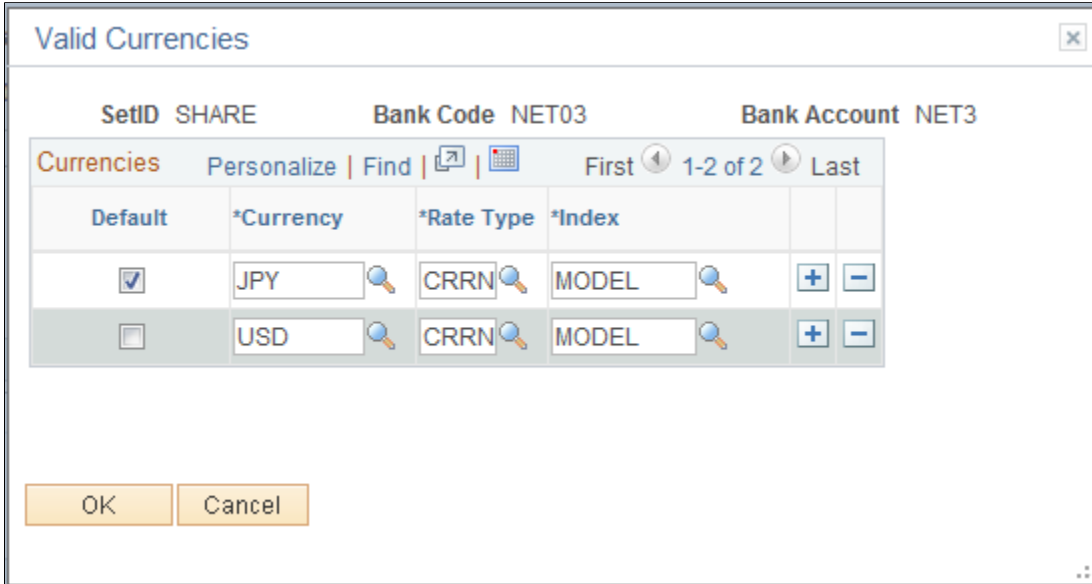 Valid Currencies
SetID SHARE Bank Code NET03 Bank Account NET3
Currencies Personalize | Find | | First 1-2 of 2 Last
Default *Currency *Rate Type *Index
JPY CRRN MODEL
USD CRRN MODEL
OK Cancel